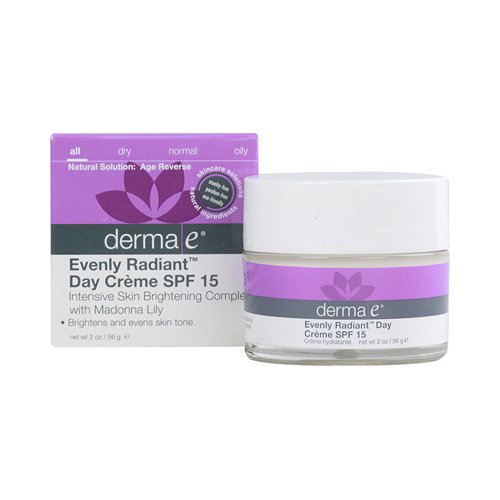 all dry normal oily
Natural Solution: Age Reverse
skincare solutions
cruelty-free
paraben-free
eco-friendly
natural ingredients
derma e®
Evenly Radiant™
Day Crème SPF 15
Intensive Skin Brightening
with Madonna Lily
• Brightens and evens skin tone
net wt 2 oz / 56 g ℮
derma e®
Evenly Radiant™ Day
Crème SPF 15
Crème hydratante net wt 2 oz / 56 g ℮